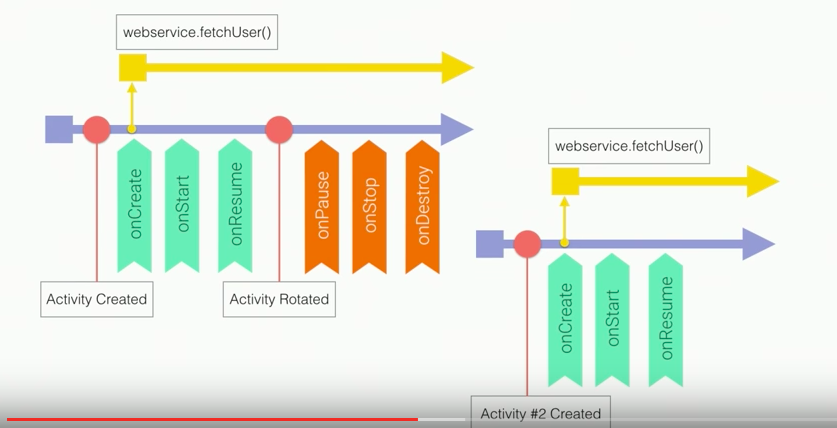 webservice.fetchUser()
onCreate
onStart
onResume
onPause
onStop
onDestroy
Activity Created
Activity Rotated
webservice.fetchUser()
onCreate
onStart
onResume
Activity #2 Created